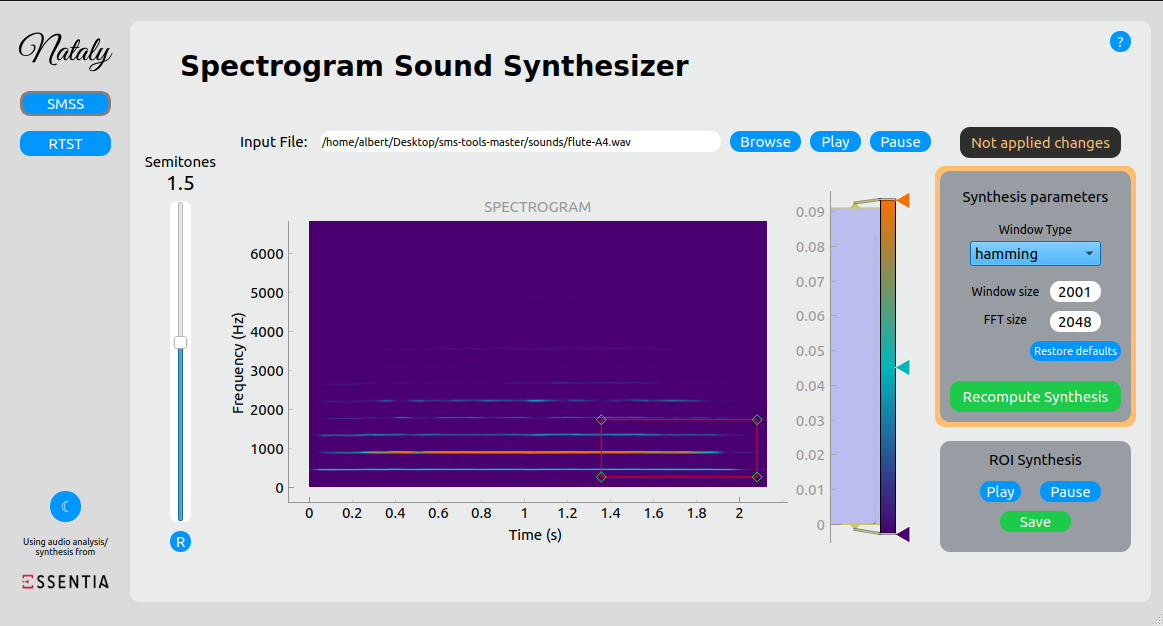 Nataly
?
Spectrogram Sound Synthesizer
SMSS
RTST
Input File: /home/albert/Desktop/sms-tools-master/sounds/flute-A4.wav Browse Play Pause
Not applied changes
Semitones
1.5
SPECTROGRAM
6000
5000
4000
3000
2000
1000
0
Frequency (Hz)
0 0.2 0.4 0.6 0.8 1 1.2 1.4 1.6 1.8 2
Time (s)
0.09
0.08
0.07
0.06
0.05
0.04
0.03
0.02
0.01
0
Synthesis parameters
Window Type
hamming
Window size 2001
FFT size 2048
Restore defaults
Recompute Synthesis
ROI Synthesis
Play Pause
Save
R
Using audio analysis/
synthesis from
ESSENTIA